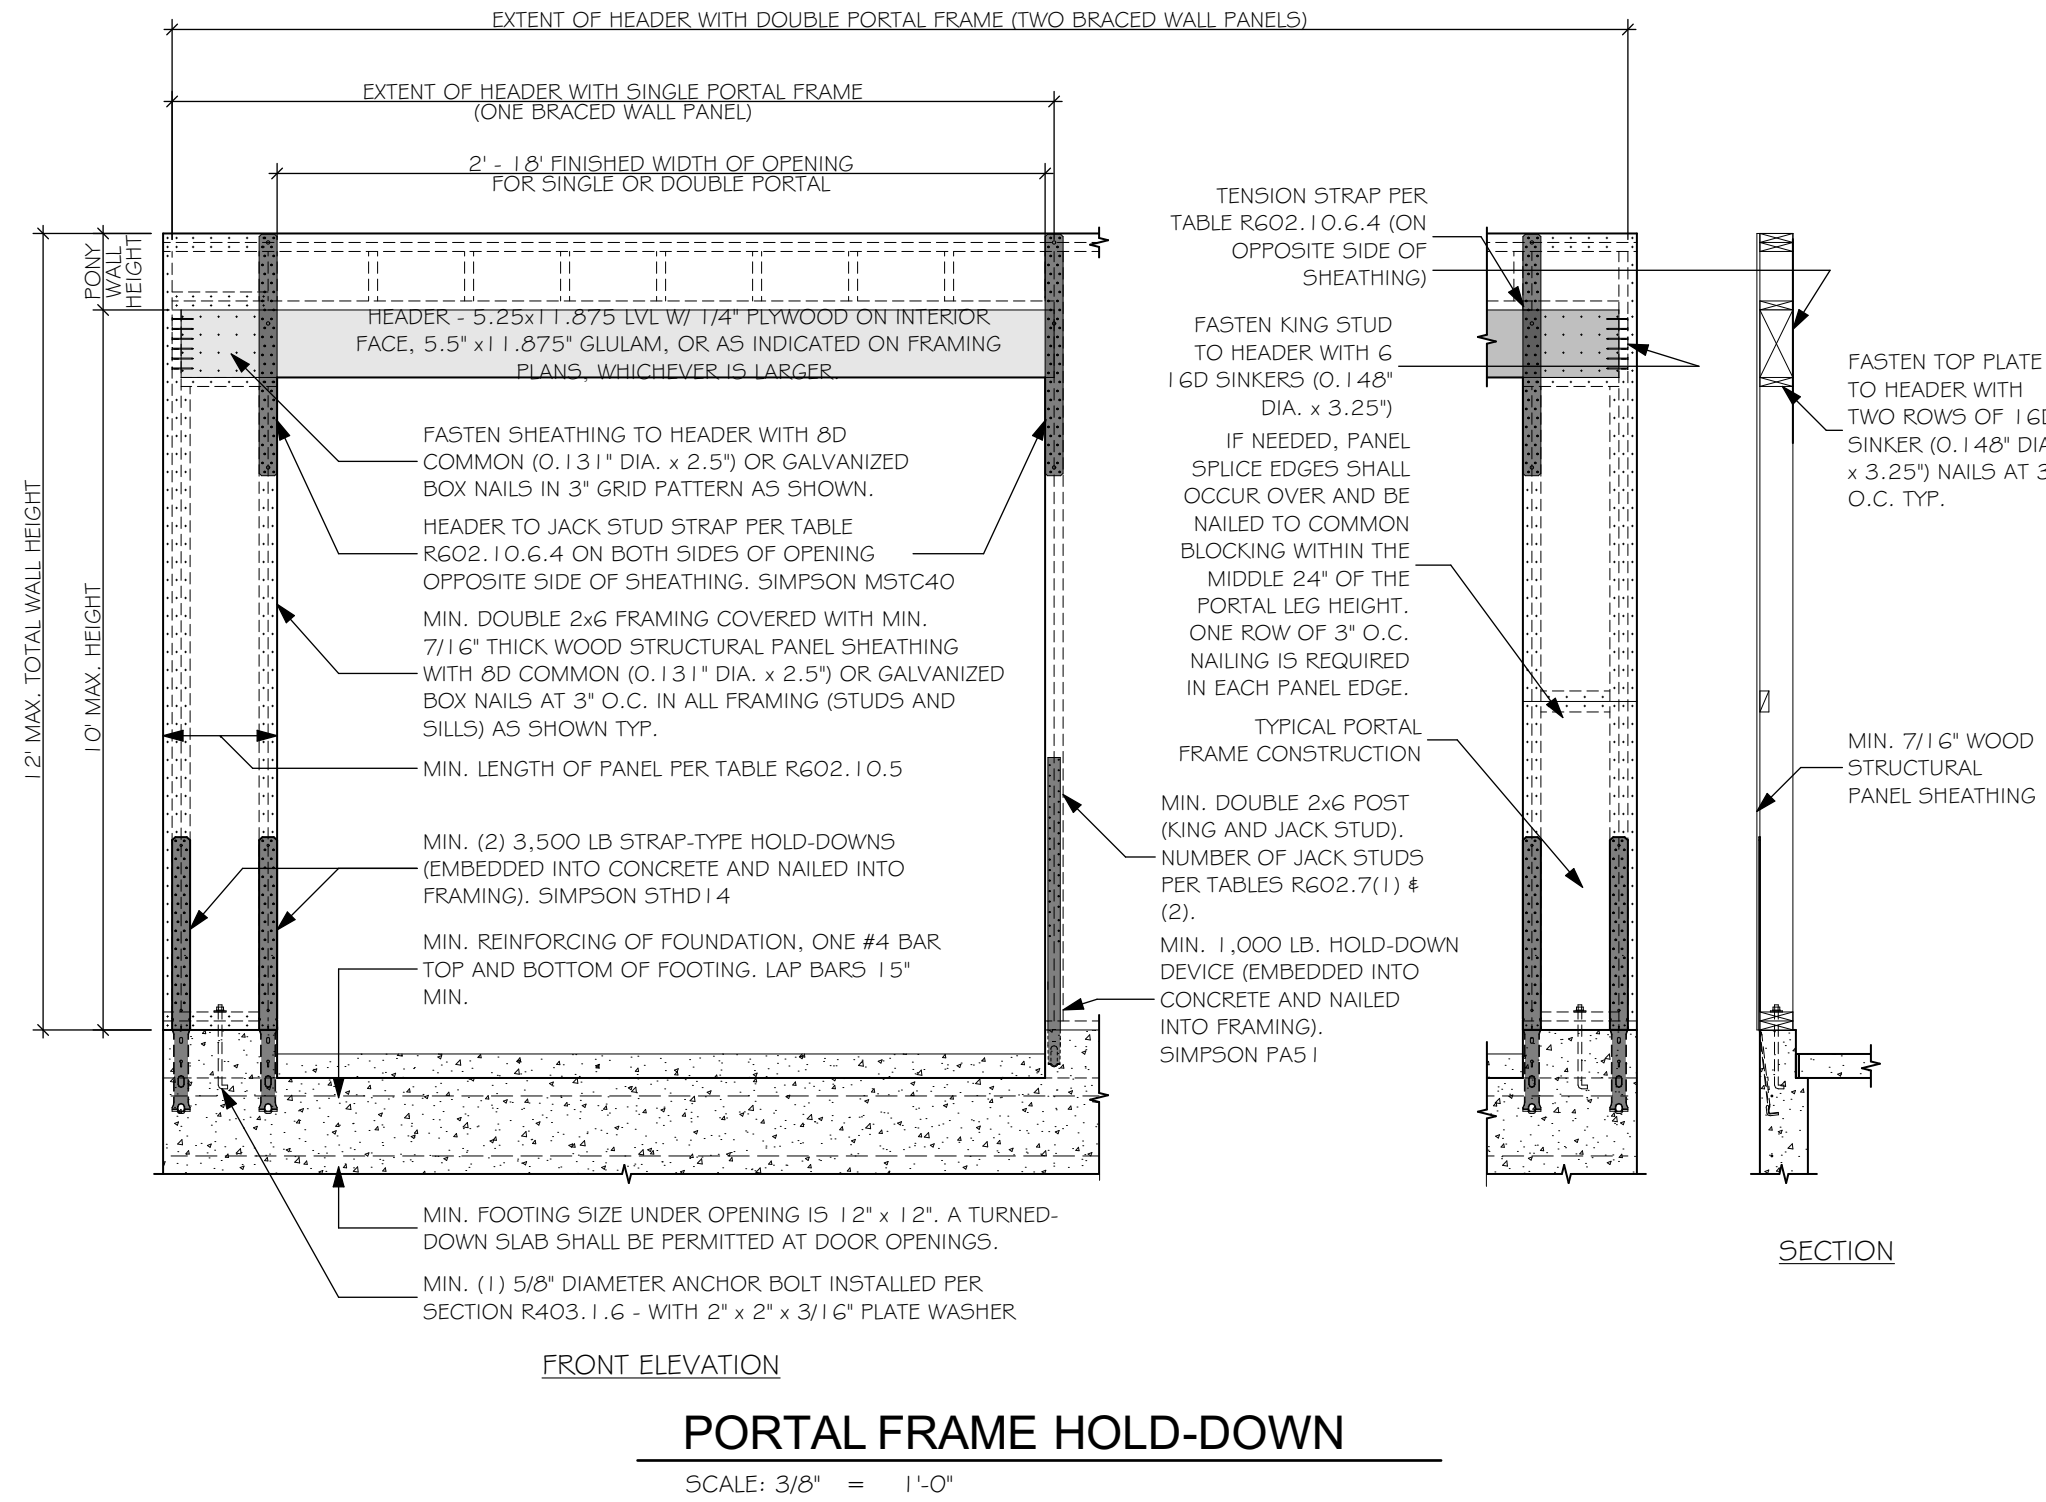 EXTENT OF HEADER WITH DOUBLE PORTAL FRAME (TWO BRACED WALL PANELS)
EXTENT OF HEADER WITH SINGLE PORTAL FRAME
(ONE BRACED WALL PANEL)
2' - 18' FINISHED WIDTH OF OPENING
FOR SINGLE OR DOUBLE PORTAL
PONY
WALL
HEIGHT
12' MAX. TOTAL WALL HEIGHT
10' MAX. HEIGHT
HEADER - 5.25x11.875 LVL W/ 1/4" PLYWOOD ON INTERIOR
FACE, 5.5" x11.875" GLULAM, OR AS INDICATED ON FRAMING
PLANS, WHICHEVER IS LARGER.
FASTEN SHEATHING TO HEADER WITH 8D
COMMON (0.131" DIA. x 2.5") OR GALVANIZED
BOX NAILS IN 3" GRID PATTERN AS SHOWN.
HEADER TO JACK STUD STRAP PER TABLE
R602.10.6.4 ON BOTH SIDES OF OPENING
OPPOSITE SIDE OF SHEATHING. SIMPSON MSTC40
MIN. DOUBLE 2x6 FRAMING COVERED WITH MIN.
7/16" THICK WOOD STRUCTURAL PANEL SHEATHING
WITH 8D COMMON (0.131" DIA. x 2.5") OR GALVANIZED
BOX NAILS AT 3" O.C. IN ALL FRAMING (STUDS AND
SILLS) AS SHOWN TYP.
MIN. LENGTH OF PANEL PER TABLE R602.10.5
MIN. (2) 3,500 LB STRAP-TYPE HOLD-DOWNS
(EMBEDDED INTO CONCRETE AND NAILED INTO
FRAMING). SIMPSON STHD14
MIN. REINFORCING OF FOUNDATION, ONE #4 BAR
TOP AND BOTTOM OF FOOTING. LAP BARS 15"
MIN.
MIN. FOOTING SIZE UNDER OPENING IS 12" x 12". A TURNED-
DOWN SLAB SHALL BE PERMITTED AT DOOR OPENINGS.
MIN. (1) 5/8" DIAMETER ANCHOR BOLT INSTALLED PER
SECTION R403.1.6 - WITH 2" x 2" x 3/16" PLATE WASHER
FRONT ELEVATION
TENSION STRAP PER
TABLE R602.10.6.4 (ON
OPPOSITE SIDE OF
SHEATHING)
FASTEN KING STUD
TO HEADER WITH 6
16D SINKERS (0.148"
DIA. x 3.25")
IF NEEDED, PANEL
SPLICE EDGES SHALL
OCCUR OVER AND BE
NAILED TO COMMON
BLOCKING WITHIN THE
MIDDLE 24" OF THE
PORTAL LEG HEIGHT.
ONE ROW OF 3" O.C.
NAILING IS REQUIRED
IN EACH PANEL EDGE.
TYPICAL PORTAL
FRAME CONSTRUCTION
MIN. DOUBLE 2x6 POST
(KING AND JACK STUD).
NUMBER OF JACK STUDS
PER TABLES R602.7(1) &
(2).
MIN. 1,000 LB. HOLD-DOWN
DEVICE (EMBEDDED INTO
CONCRETE AND NAILED
INTO FRAMING).
SIMPSON PA51
FASTEN TOP PLATE
TO HEADER WITH
TWO ROWS OF 16D
SINKER (0.148" DIA
x 3.25") NAILS AT 3
O.C. TYP.
MIN. 7/16" WOOD
STRUCTURAL
PANEL SHEATHING
SECTION
PORTAL FRAME HOLD-DOWN
SCALE: 3/8" = 1'-0"